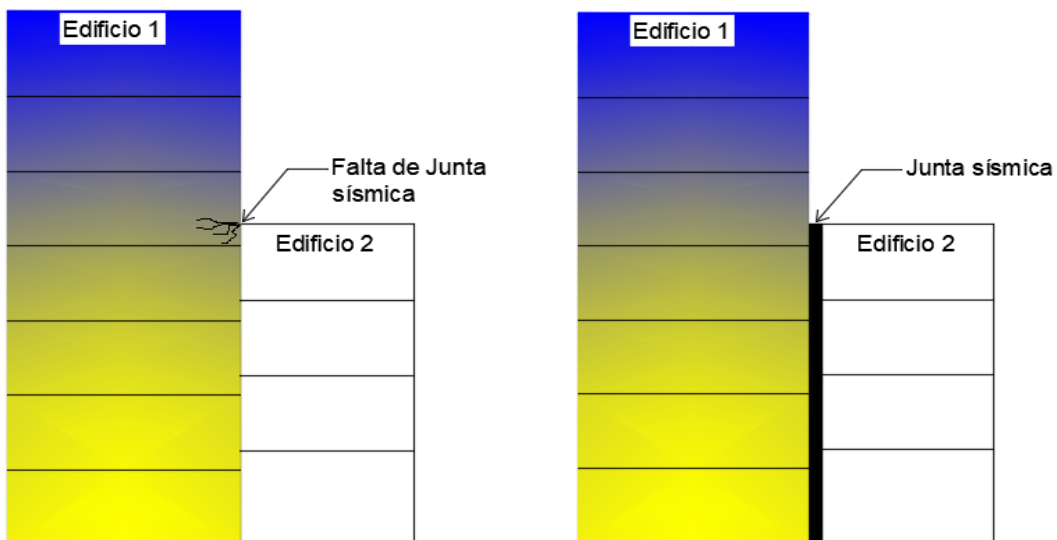 Edificio 1
Falta de Junta
sísmica
Edificio 2
Edificio 1
Junta sísmica
Edificio 2